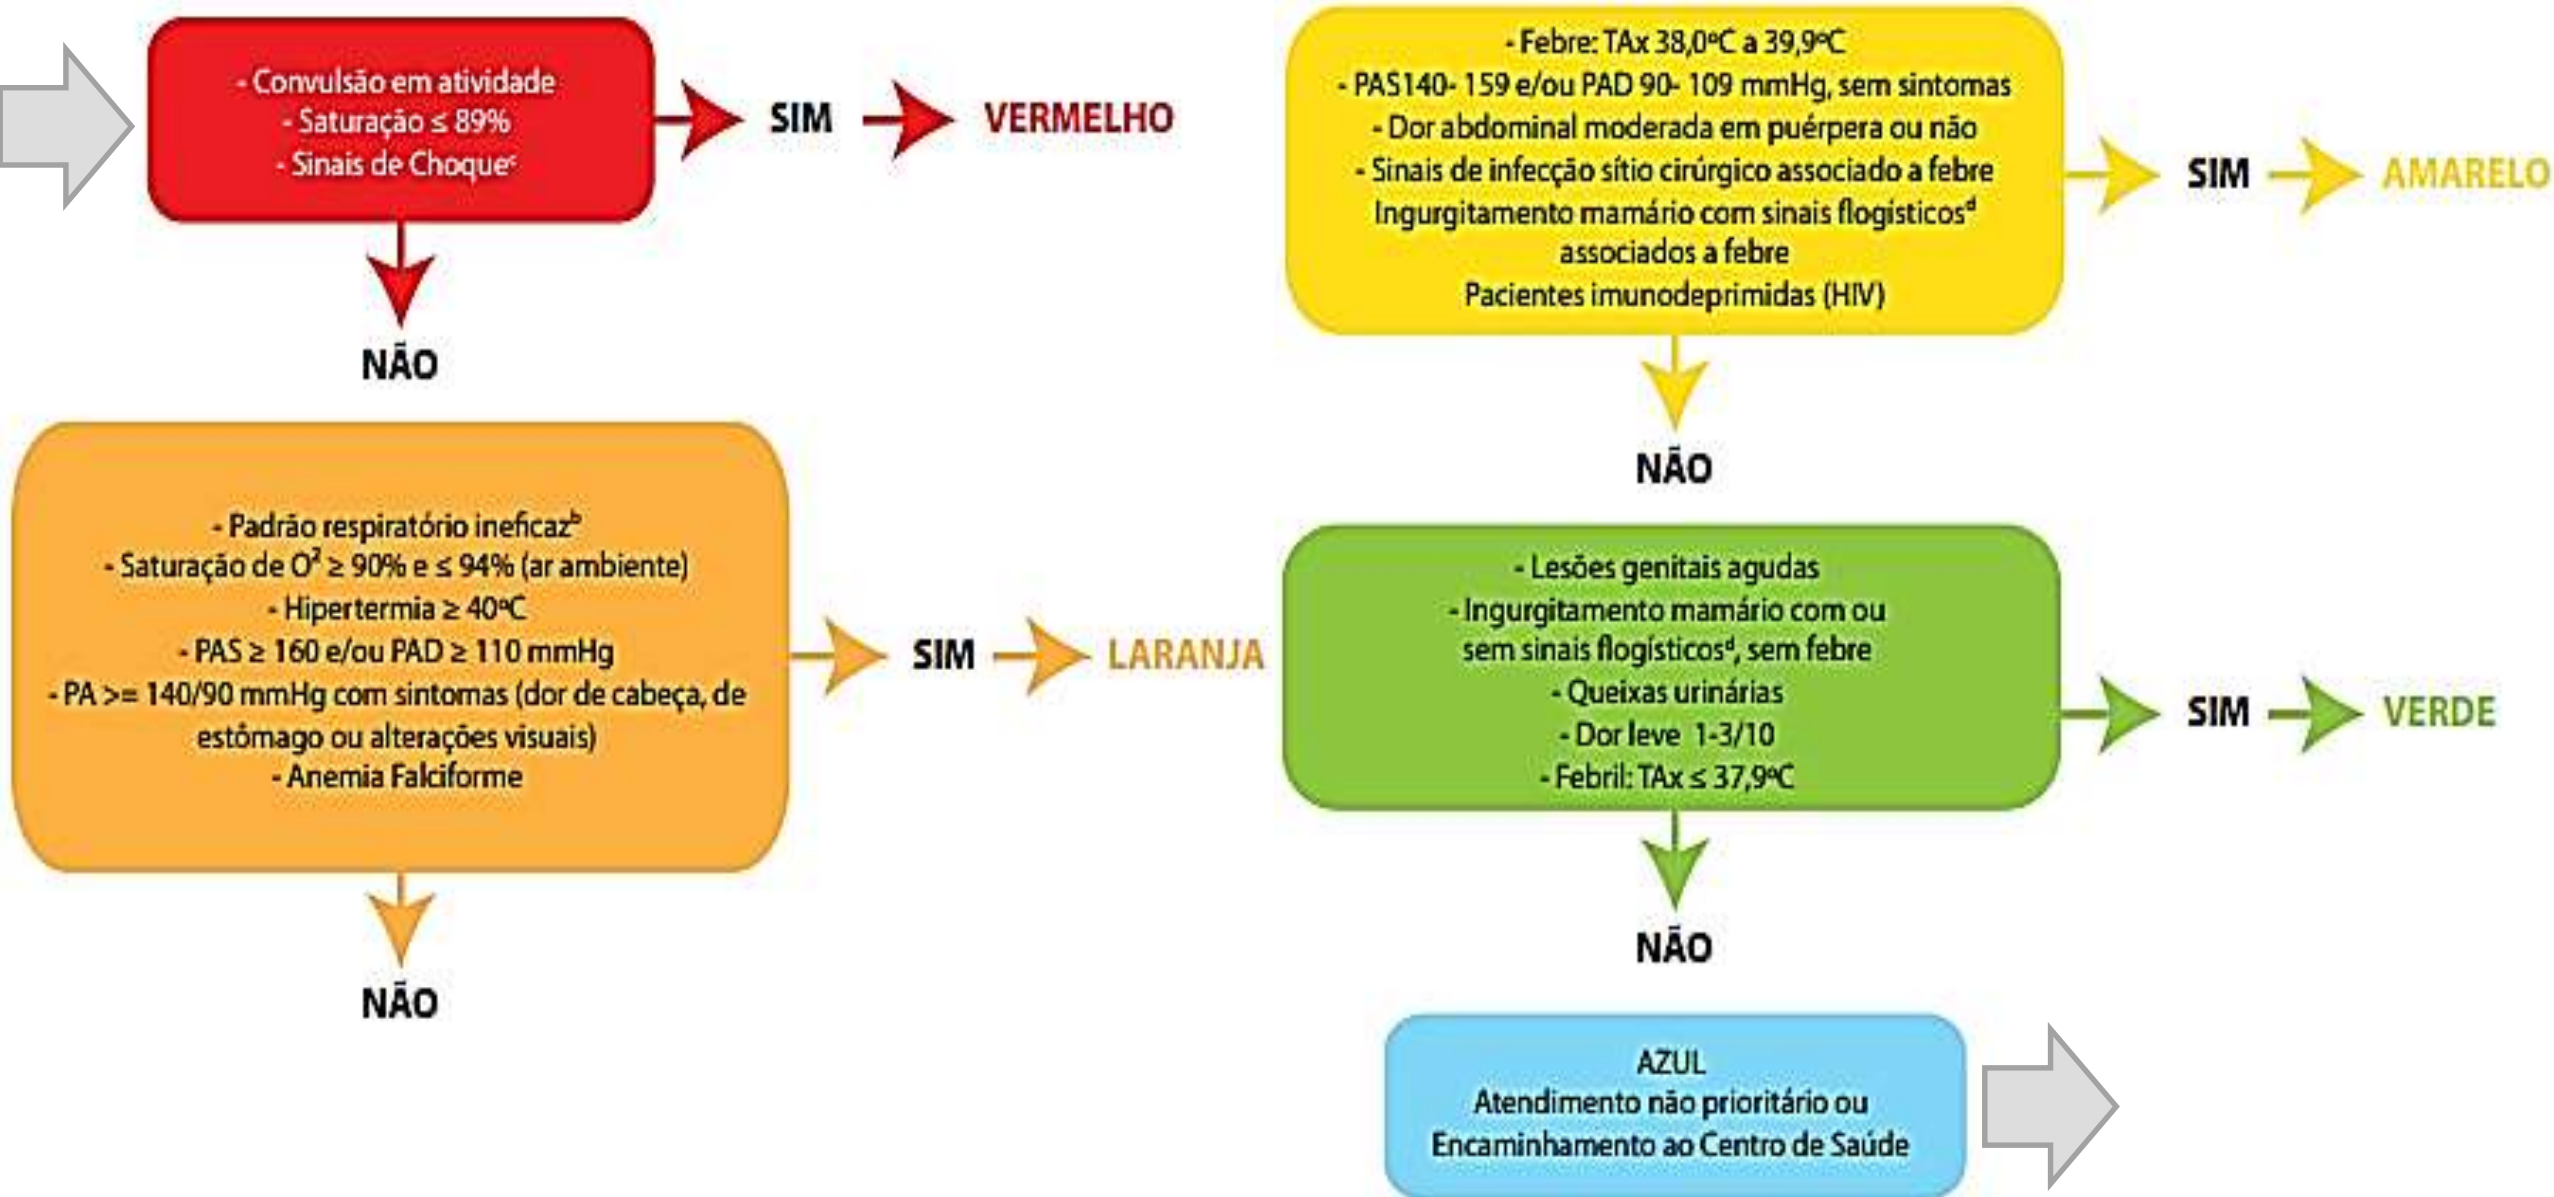 - Convulsão em atividade
- Saturação ≤ 89%
- Sinais de Choqueᶜ
SIM
VERMELHO
NÃO
- Padrão respiratório ineficazᵇ
- Saturação de O² ≥ 90% e ≤ 94% (ar ambiente)
- Hipertermia ≥ 40ºC
- PAS ≥ 160 e/ou PAD ≥ 110 mmHg
- PA >= 140/90 mmHg com sintomas (dor de cabeça, de
estômago ou alterações visuais)
- Anemia Falciforme
SIM
LARANJA
NÃO
- Febre: TAx 38,0ºC a 39,9ºC
- PAS140- 159 e/ou PAD 90- 109 mmHg, sem sintomas
- Dor abdominal moderada em puérpera ou não
- Sinais de infecção sítio cirúrgico associado a febre
Ingurgitamento mamário com sinais flogísticosᵈ
associados a febre
Pacientes imunodeprimidas (HIV)
SIM
AMARELO
NÃO
- Lesões genitais agudas
- Ingurgitamento mamário com ou
sem sinais flogísticosᵈ, sem febre
- Queixas urinárias
- Dor leve 1-3/10
- Febril: TAx ≤ 37,9ºC
SIM
VERDE
NÃO
AZUL
Atendimento não prioritário ou
Encaminhamento ao Centro de Saúde